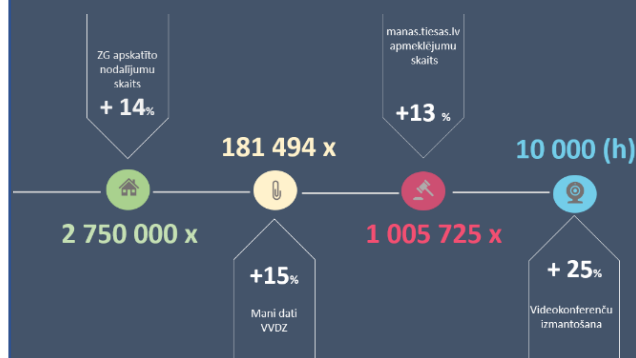 ZG apskatīto
nodalījumu
skaits
+ 14%
2 750 000 x
181 494 x
+15%
Mani dati
VVDZ
manas.tiesas.lv
apmeklējumu
skaits
+13 %
1 005 725 x
10 000 (h)
+ 25%
Videokonferenču
izmantošana